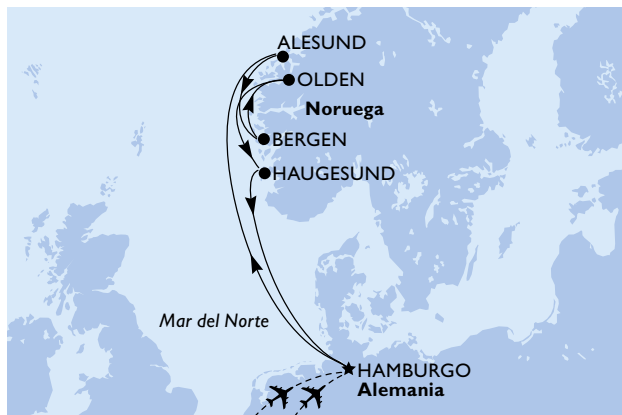 ALESUND
OLDEN
Noruega
BERGEN
HAUGESUND
Mar del Norte
HAMBURGO
Alemania